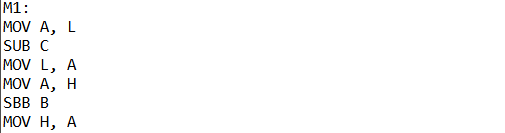 M1:
MOV A, L
SUB C
MOV L, A
MOV A, H
SBB B
MOV H, A